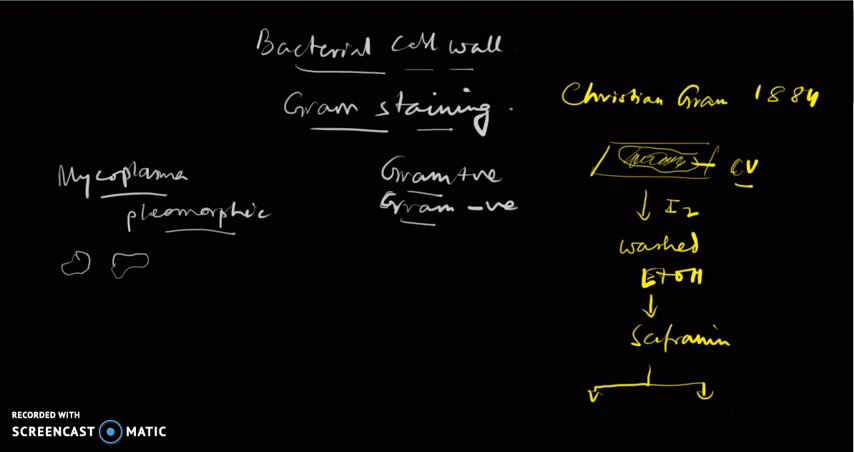 Bacterial Cell wall
Gram staining.
Christian Gram 1884
Mycoplasma
pleomorphic
Gram +ve
Gram -ve
CV
I2
washed
EtOH
Safranin
RECORDED WITH
SCREENCAST MATIC